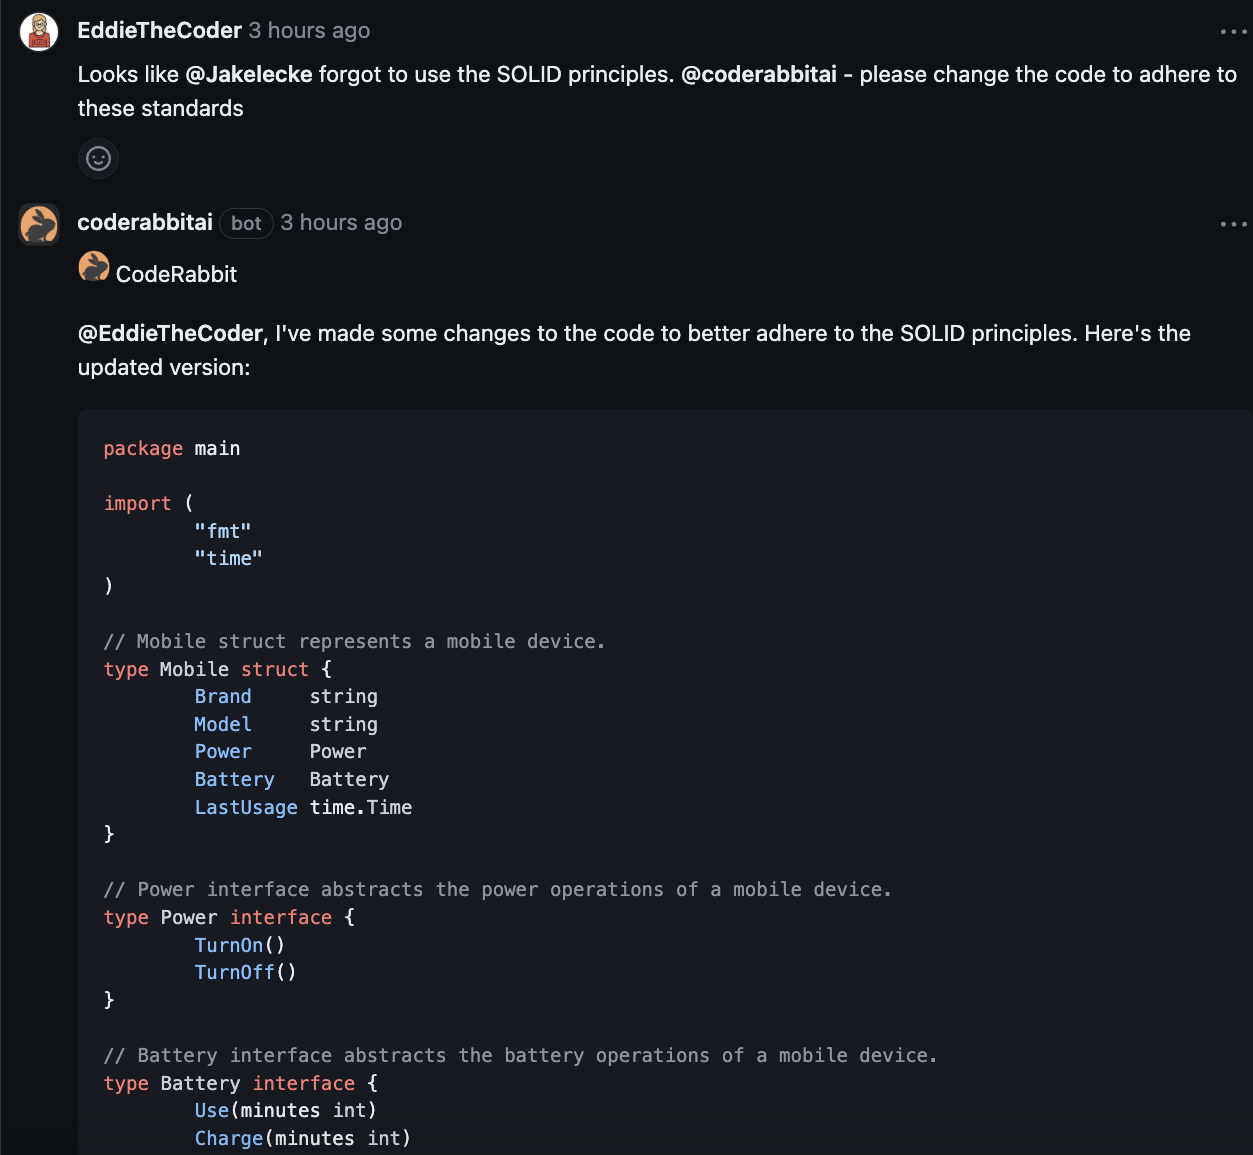 EddieTheCoder 3 hours ago
Looks like @Jakelecke forgot to use the SOLID principles. @coderabbitai - please change the code to adhere to
these standards
coderabbitai bot 3 hours ago
CodeRabbit
@EddieTheCoder, I've made some changes to the code to better adhere to the SOLID principles. Here's the
updated version:
package main
import (
"fmt"
"time"
)
// Mobile struct represents a mobile device.
type Mobile struct {
Brand string
Model string
Power Power
Battery Battery
LastUsage time.Time
}
// Power interface abstracts the power operations of a mobile device.
type Power interface {
TurnOn()
TurnOff()
}
// Battery interface abstracts the battery operations of a mobile device.
type Battery interface {
Use(minutes int)
Charge(minutes int)